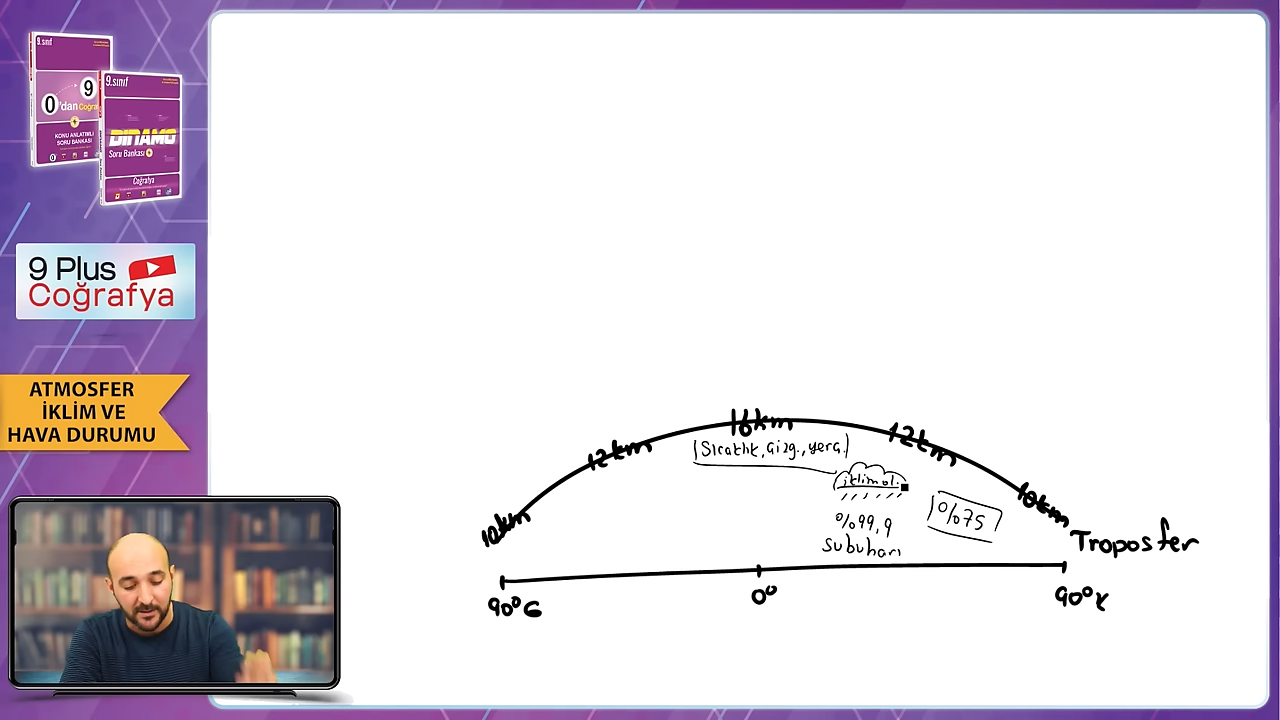 9.sınıf
0'dan
9
Coğrafya
KONU ANLATIMLI
SORU BANKASI
9.sınıf
DİNAMO
Soru Bankası
Coğrafya
9 Plus
Coğrafya
ATMOSFER
İKLİM VE
HAVA DURUMU
16km
12km
12km
Sıcaklık, çizg., yerç.
iklim ol.
10km
10km
%75
%99,9
subuharı
Troposfer
90°G
0°
90°K